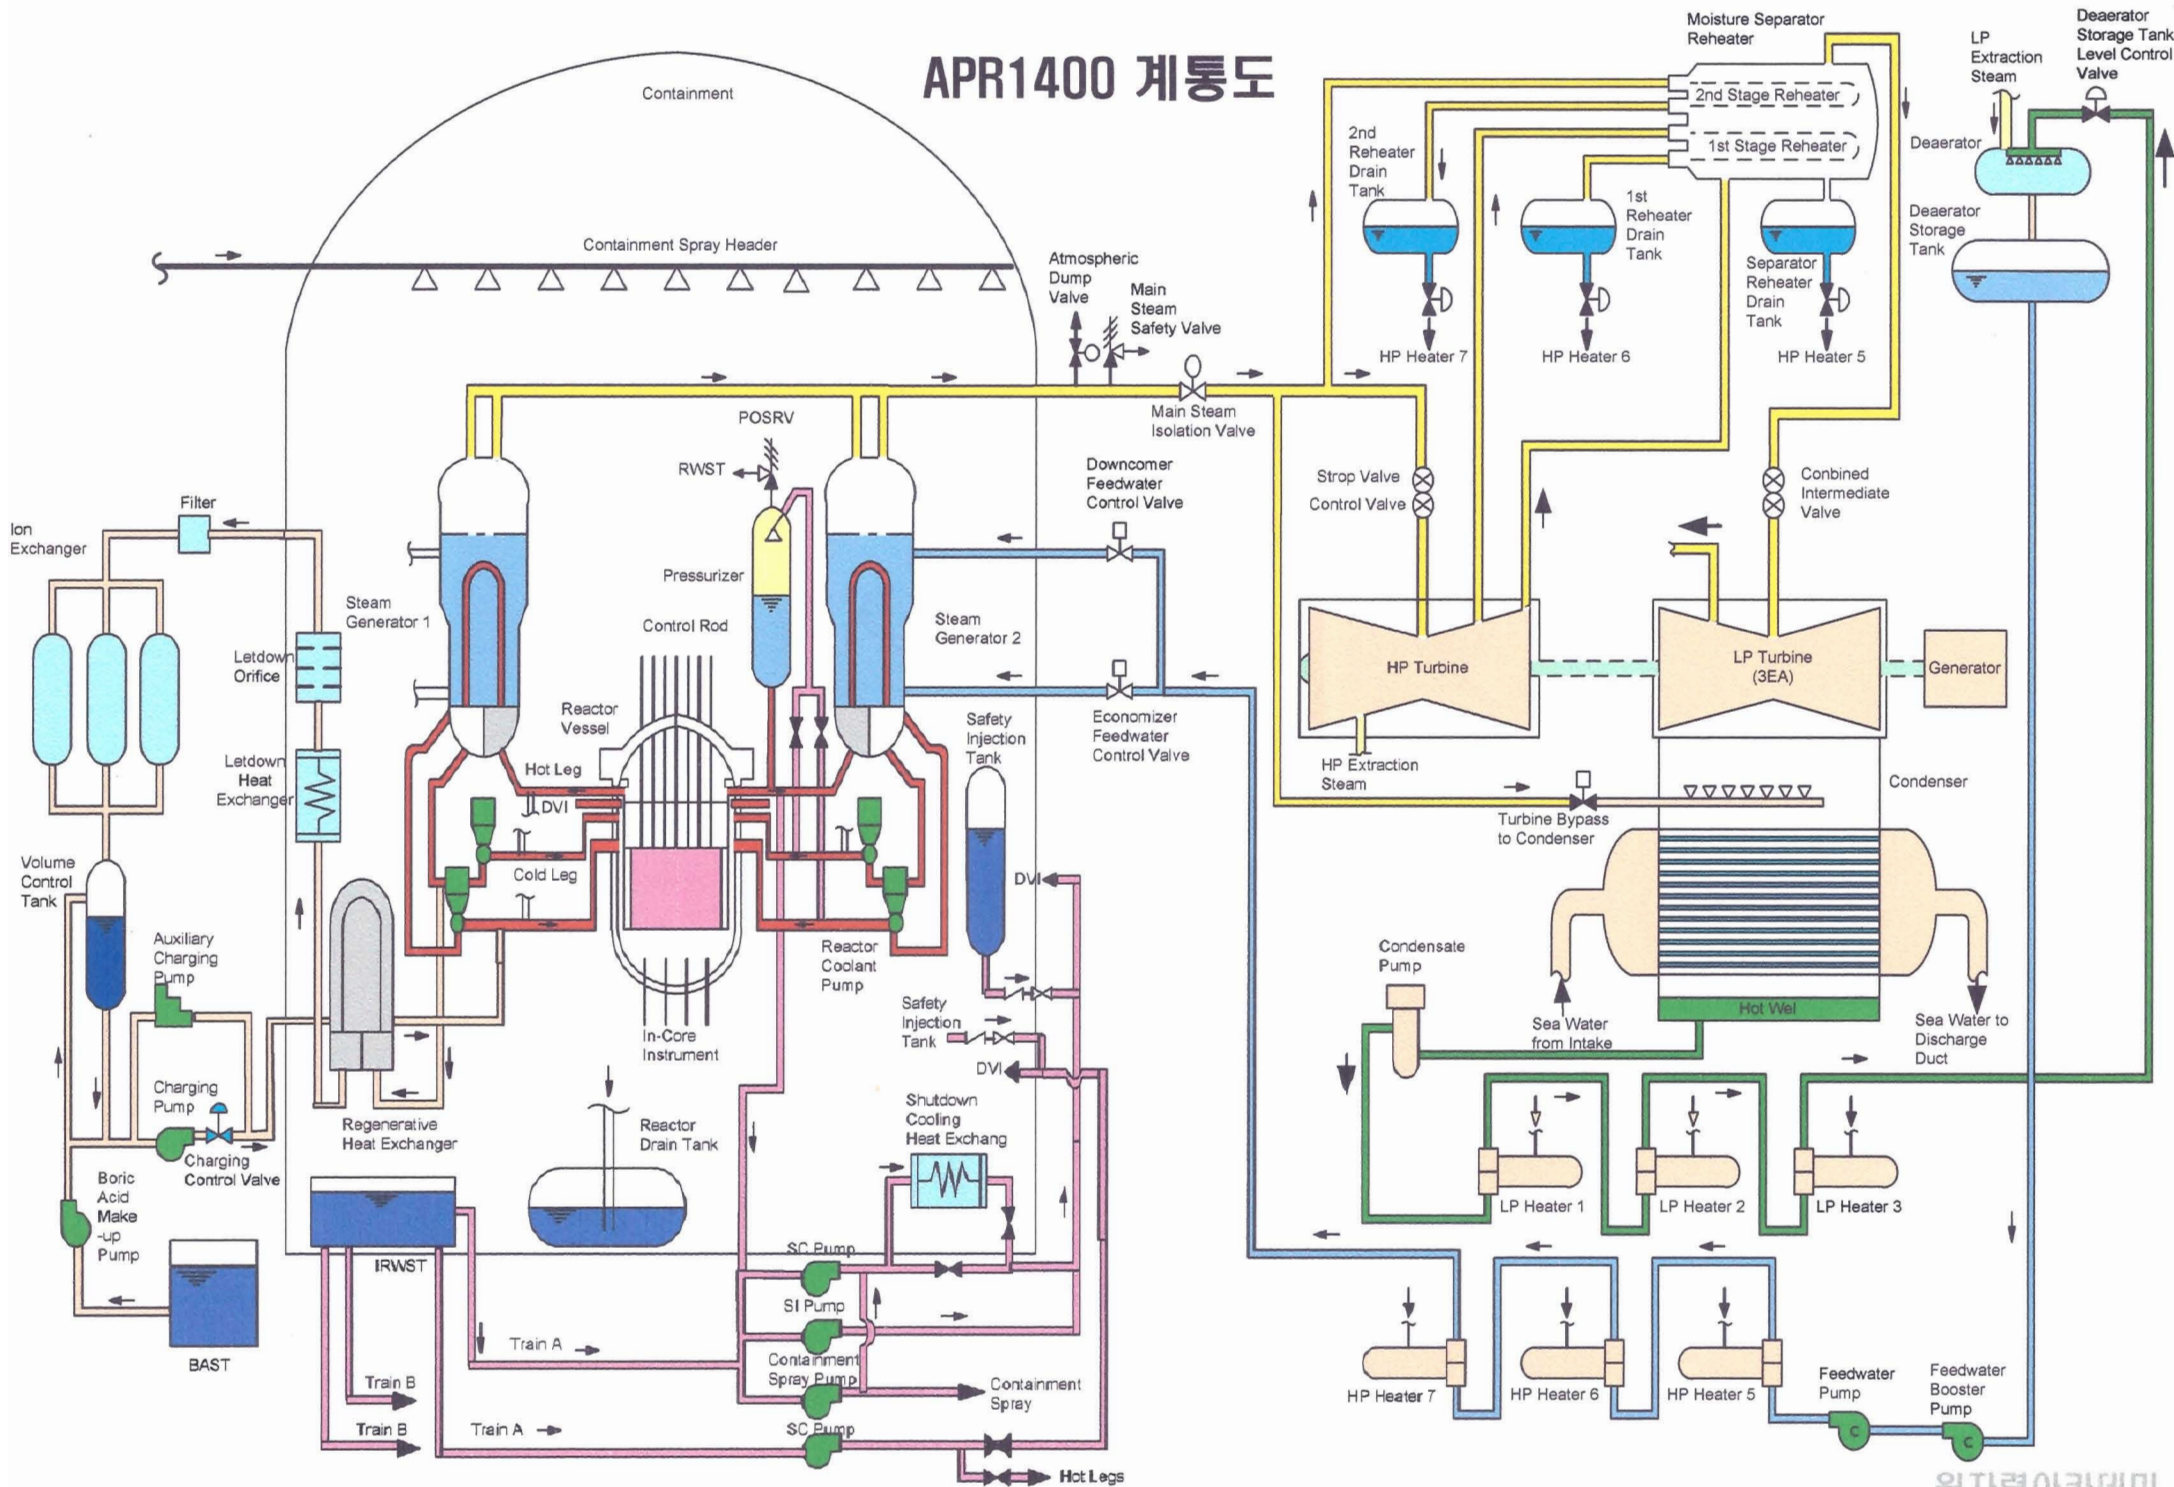 APR1400 계통도
Containment
Containment Spray Header
Moisture Separator
Reheater
2nd Stage Reheater
1st Stage Reheater
LP
Extraction
Steam
Deaerator
Storage Tank
Level Control
Valve
Deaerator
Deaerator
Storage
Tank
2nd
Reheater
Drain
Tank
1st
Reheater
Drain
Tank
Separator
Reheater
Drain
Tank
HP Heater 7
HP Heater 6
HP Heater 5
Atmospheric
Dump
Valve
Main
Steam
Safety Valve
Main Steam
Isolation Valve
POSRV
RWST
Downcomer
Feedwater
Control Valve
Strop Valve
Control Valve
Conbined
Intermediate
Valve
Filter
Ion
Exchanger
Steam
Generator 1
Pressurizer
Control Rod
Steam
Generator 2
Letdown
Orifice
Reactor
Vessel
Economizer
Feedwater
Control Valve
HP Turbine
LP Turbine
(3EA)
Generator
HP Extraction
Steam
Letdown
Heat
Exchanger
Hot Leg
DVI
Cold Leg
Safety
Injection
Tank
DVI
Turbine Bypass
to Condenser
Condenser
Volume
Control
Tank
Auxiliary
Charging
Pump
Reactor
Coolant
Pump
Safety
Injection
Tank
DVI
In-Core
Instrument
Condensate
Pump
Hot Wel
Sea Water
from Intake
Sea Water to
Discharge
Duct
Charging
Pump
Charging
Control Valve
Regenerative
Heat Exchanger
Reactor
Drain Tank
Shutdown
Cooling
Heat Exchang
LP Heater 1
LP Heater 2
LP Heater 3
Boric
Acid
Make
-up
Pump
BAST
IRWST
SC Pump
SI Pump
Containment
Spray Pump
Containment
Spray
SC Pump
Hot Legs
Train A
Train B
Train B
Train A
HP Heater 7
HP Heater 6
HP Heater 5
Feedwater
Pump
Feedwater
Booster
Pump
C
C